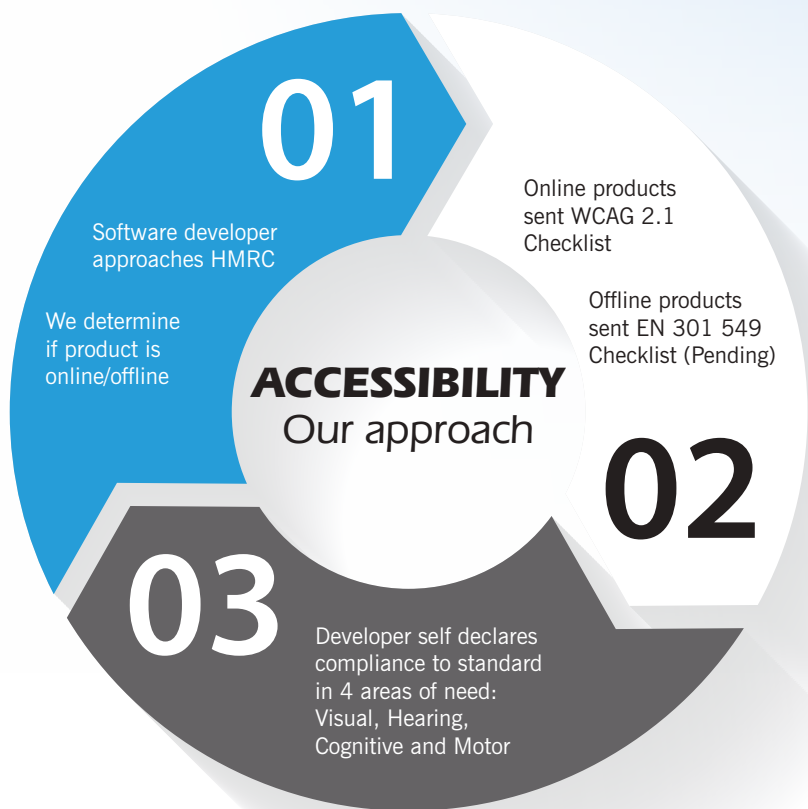 01
Software developer
approaches HMRC
We determine
if product is
online/offline
ACCESSIBILITY
Our approach
Online products
sent WCAG 2.1
Checklist
Offline products
sent EN 301 549
Checklist (Pending)
02
03
Developer self declares
compliance to standard
in 4 areas of need:
Visual, Hearing,
Cognitive and Motor